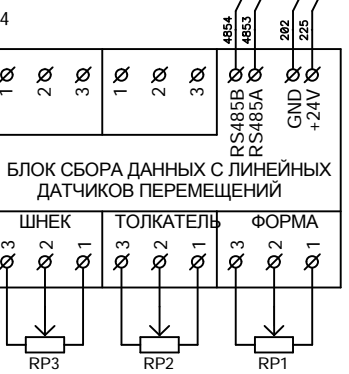 4
4854 4853 202 225
1 2 3 1 2 3
RS485B RS485A GND +24V
БЛОК СБОРА ДАННЫХ С ЛИНЕЙНЫХ
ДАТЧИКОВ ПЕРЕМЕЩЕНИЙ
ШНЕК ТОЛКАТЕЛЬ ФОРМА
3 2 1 3 2 1 3 2 1
RP3 RP2 RP1